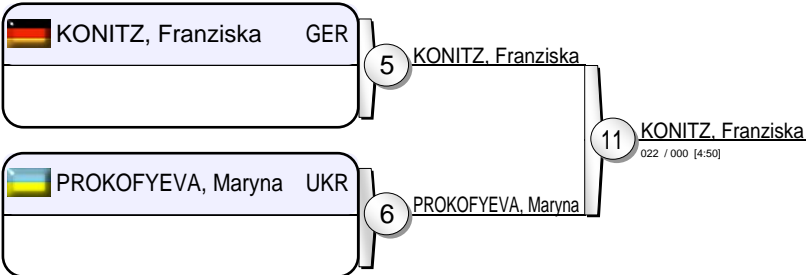 KONITZ, Franziska GER
5
KONITZ, Franziska
11
KONITZ, Franziska
022 / 000 [4:50]
PROKOFYEVA, Maryna UKR
6
PROKOFYEVA, Maryna